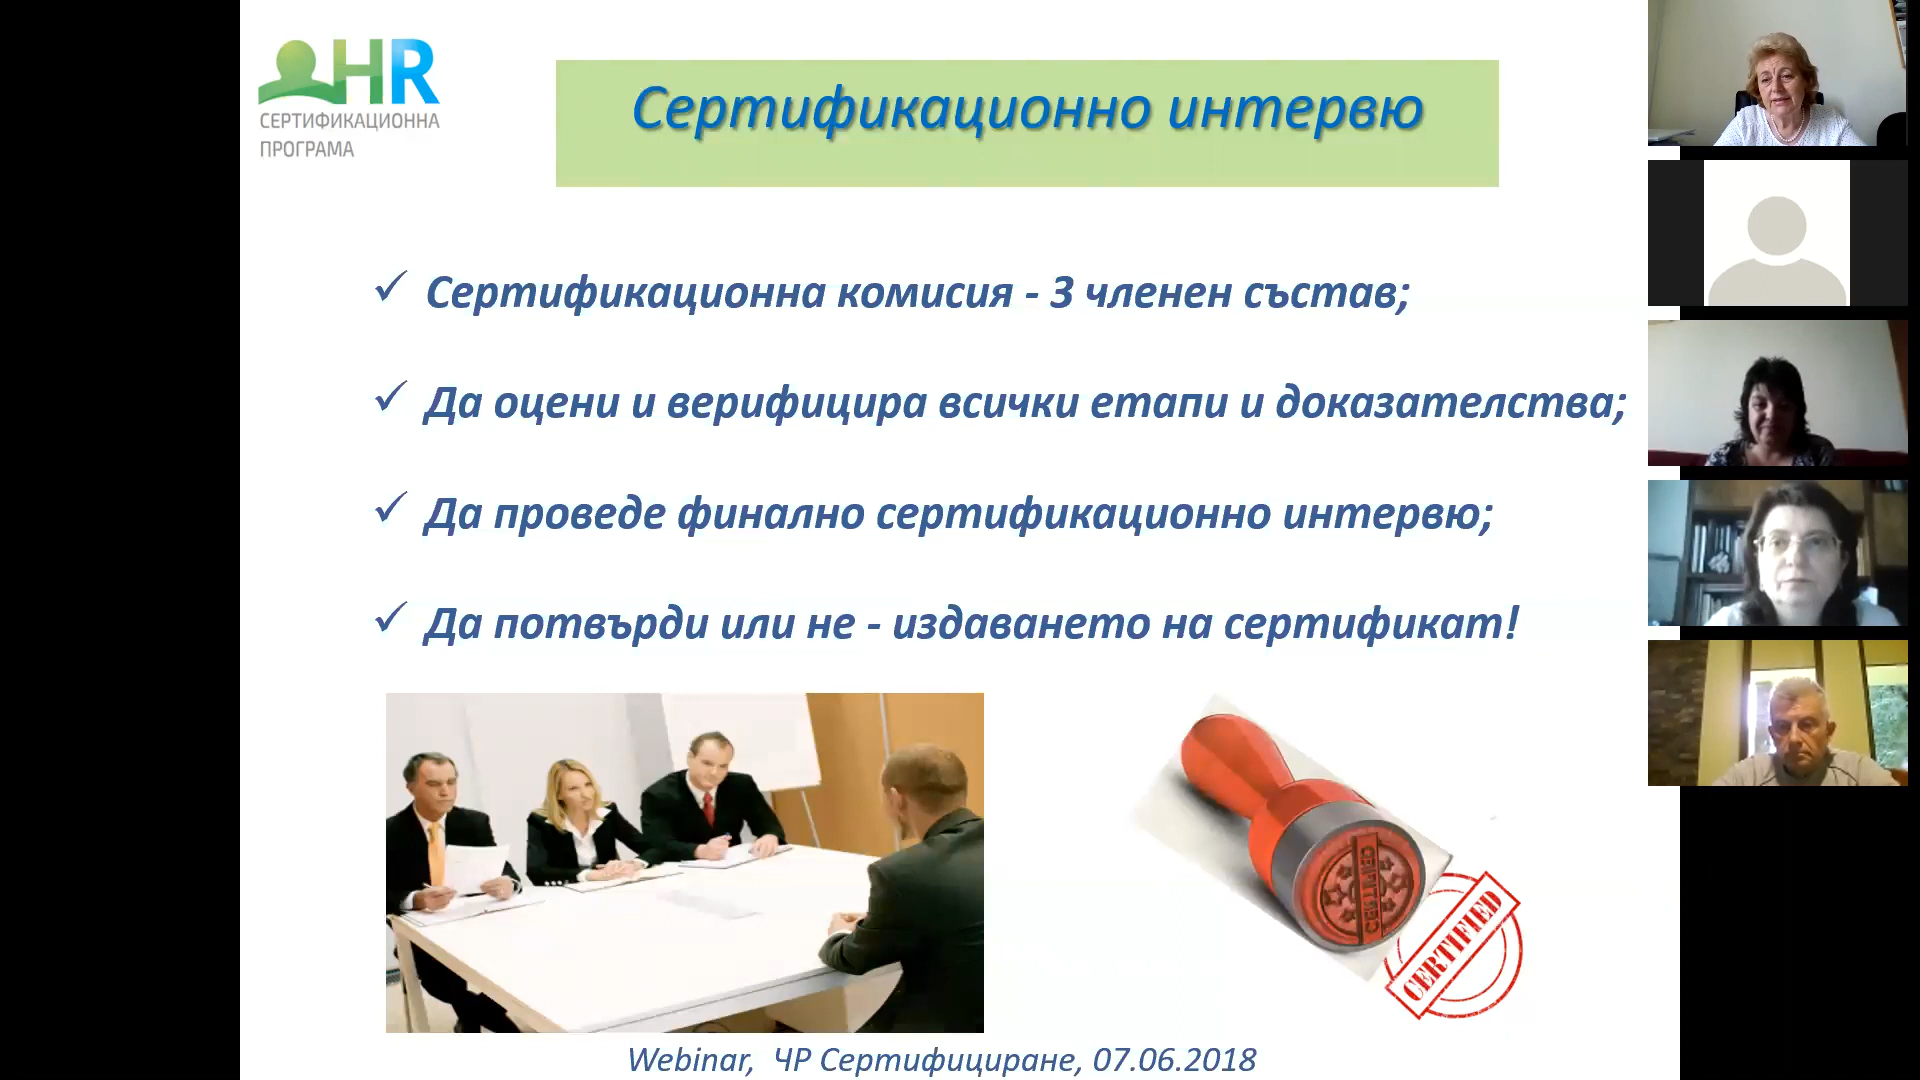 HR
СЕРТИФИКАЦИОННА
ПРОГРАМА
Сертификационно интервю
✓ Сертификационна комисия - 3 членен състав;
✓ Да оцени и верифицира всички етапи и доказателства;
✓ Да проведе финално сертификационно интервю;
✓ Да потвърди или не - издаването на сертификат!
CERTIFIED
CERTIFIED
Webinar, ЧР Сертифициране, 07.06.2018